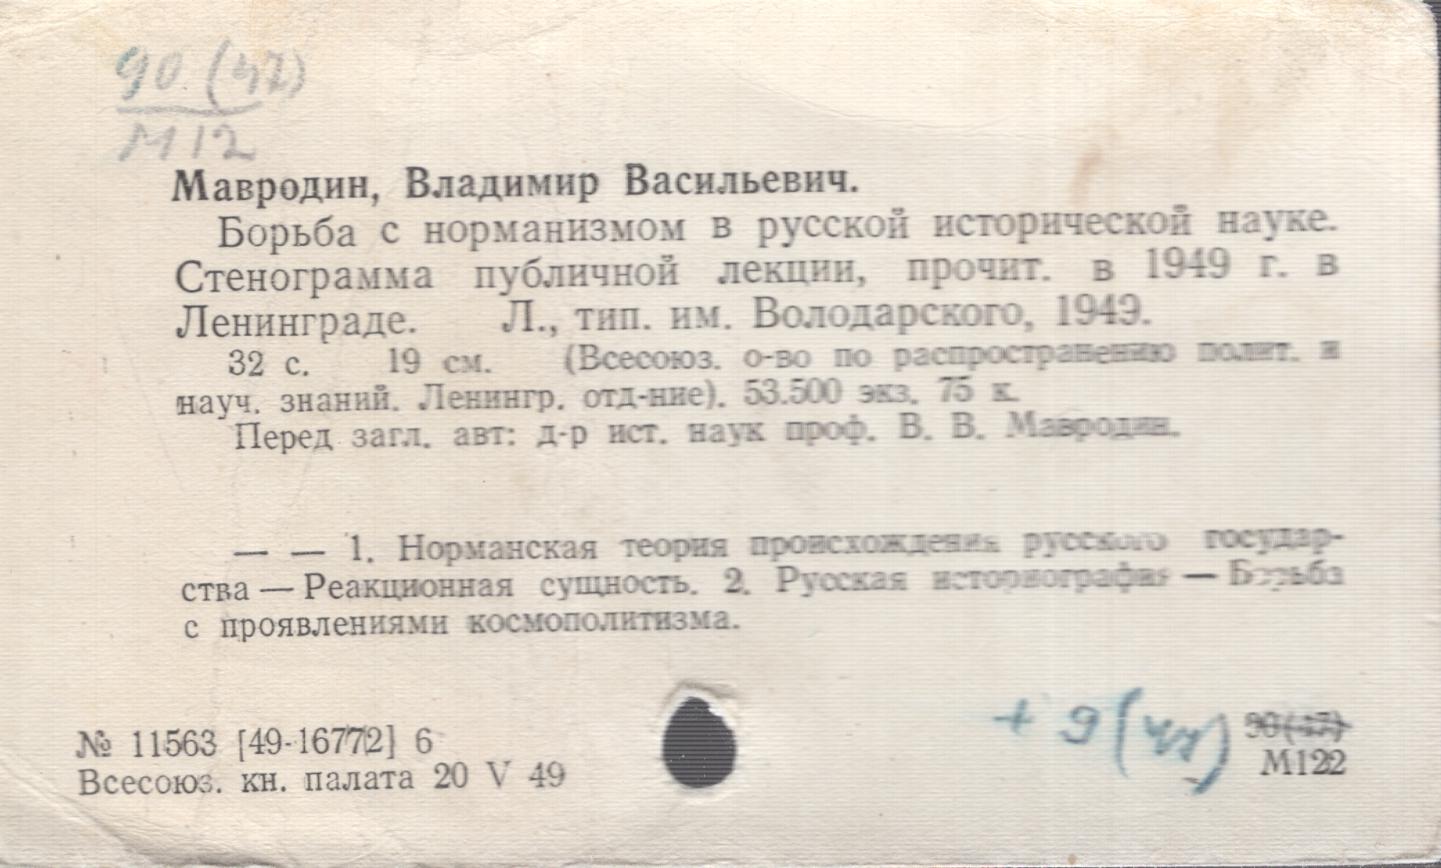 90 (47)
М 12
Мавродин, Владимир Васильевич.
Борьба с норманизмом в русской исторической науке.
Стенограмма публичной лекции, прочит. в 1949 г. в
Ленинграде. Л., тип. им. Володарского, 1949.
32 с. 19 см. (Всесоюз. о-во по распространению полит. и
науч. знаний. Ленингр. отд-ние). 53.500 экз. 75 к.
Перед загл. авт: д-р ист. наук проф. В. В. Мавродин.
— — 1. Норманская теория происхождения русского государ-
ства — Реакционная сущность. 2. Русская историография — Борьба
с проявлениями космополитизма.
+ 9 (47) 90(47)
№ 11563 [49-16772] 6 М122
Всесоюз. кн. палата 20 V 49